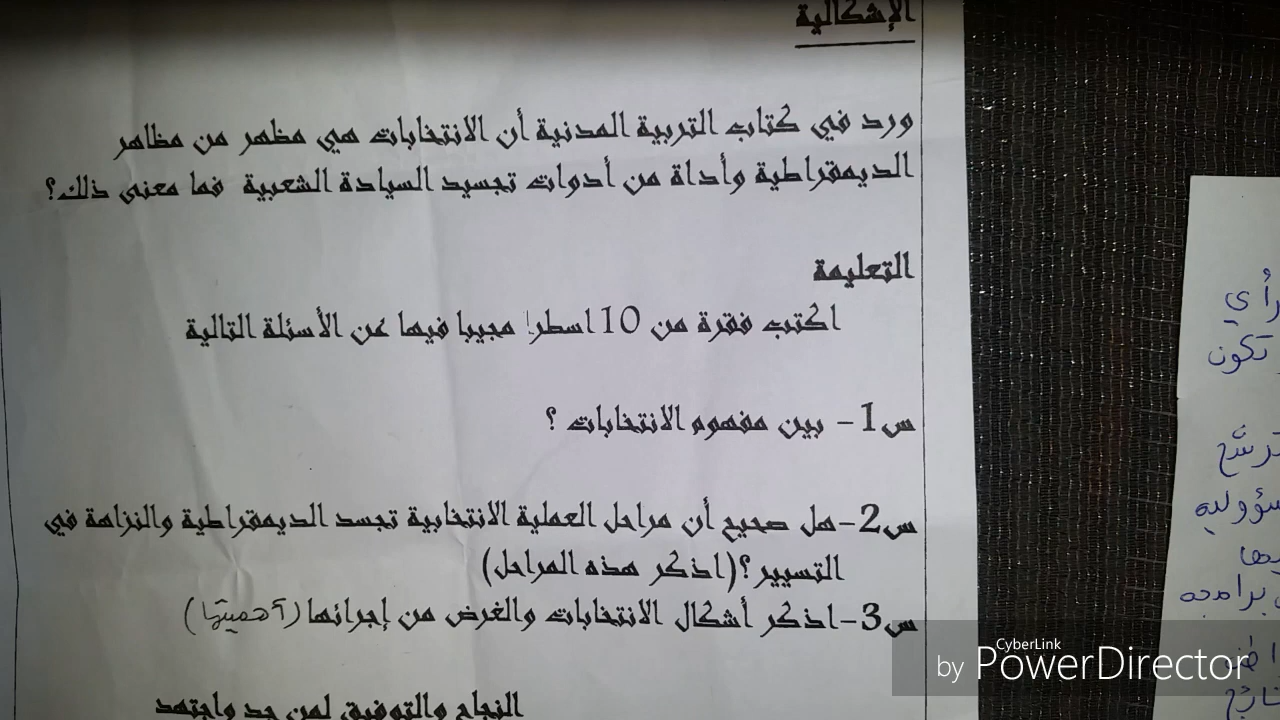 الإشكالية
ورد في كتاب التربية المدنية أن الانتخابات هي مظهر من مظاهر
الديمقراطية وأداة من أدوات تجسيد السيادة الشعبية فما معنى ذلك؟
التعليمة
اكتب فقرة من 10 اسطرا مجيبا فيها عن الأسئلة التالية
س1- بين مفهوم الانتخابات ؟
س2-هل صحيح أن مراحل العملية الانتخابية تجسد الديمقراطية والنزاهة في
التسيير؟(اذكر هذه المراحل)
س3-اذكر أشكال الانتخابات والغرض من إجرائها (أهميتها)
النجاح والتوفيق لمن جد واجتهد
رأي
تكون
by CyberLink PowerDirector